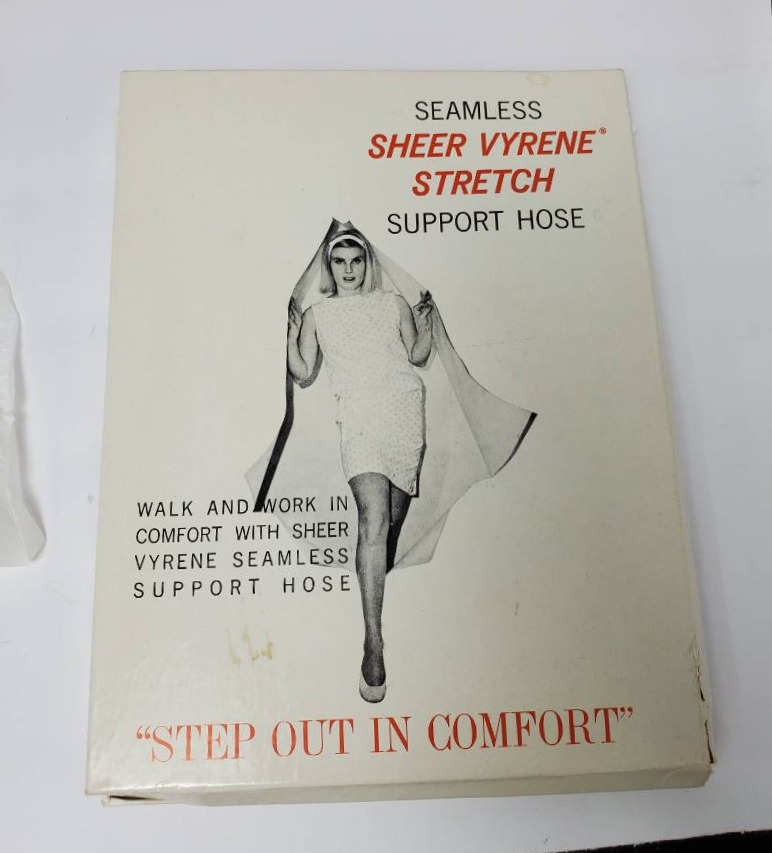 SEAMLESS
SHEER VYRENE®
STRETCH
SUPPORT HOSE
WALK AND WORK IN
COMFORT WITH SHEER
VYRENE SEAMLESS
SUPPORT HOSE
“STEP OUT IN COMFORT”